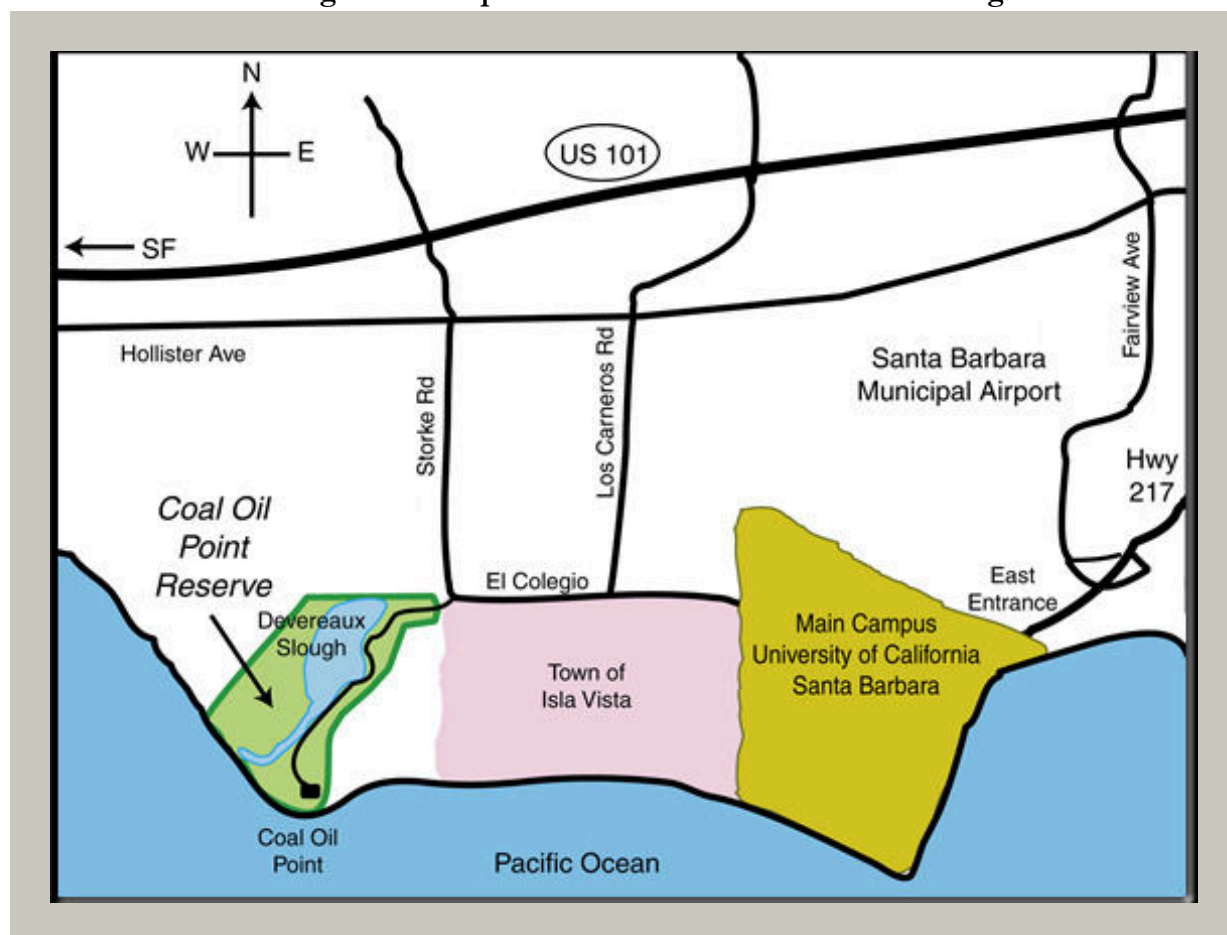 N
W
E
US 101
SF
Hollister Ave
Storke Rd
Los Carneros Rd
Fairview Ave
Santa Barbara
Municipal Airport
Hwy
217
Coal Oil
Point
Reserve
Devereaux
Slough
El Colegio
East
Entrance
Town of
Isla Vista
Main Campus
University of California
Santa Barbara
Coal Oil
Point
Pacific Ocean